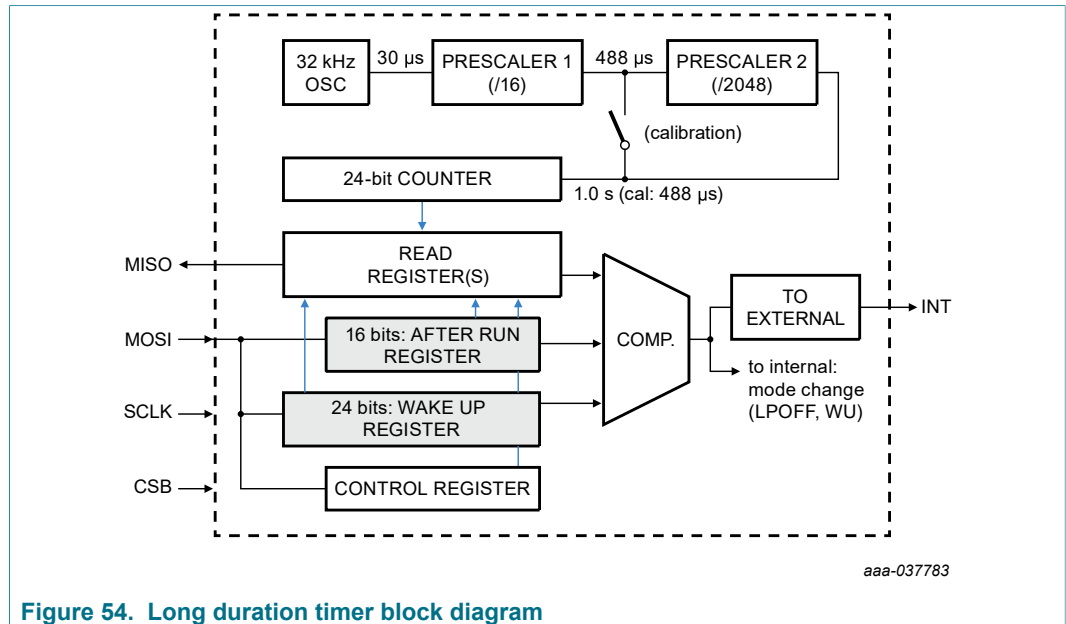 32 kHz
OSC
30 µs
PRESCALER 1
(/16)
488 µs
PRESCALER 2
(/2048)
(calibration)
24-bit COUNTER
1.0 s (cal: 488 µs)
READ
REGISTER(S)
MISO
MOSI
16 bits: AFTER RUN
REGISTER
COMP.
TO
EXTERNAL
INT
to internal:
mode change
(LPOFF, WU)
SCLK
24 bits: WAKE UP
REGISTER
CSB
CONTROL REGISTER
aaa-037783
Figure 54. Long duration timer block diagram